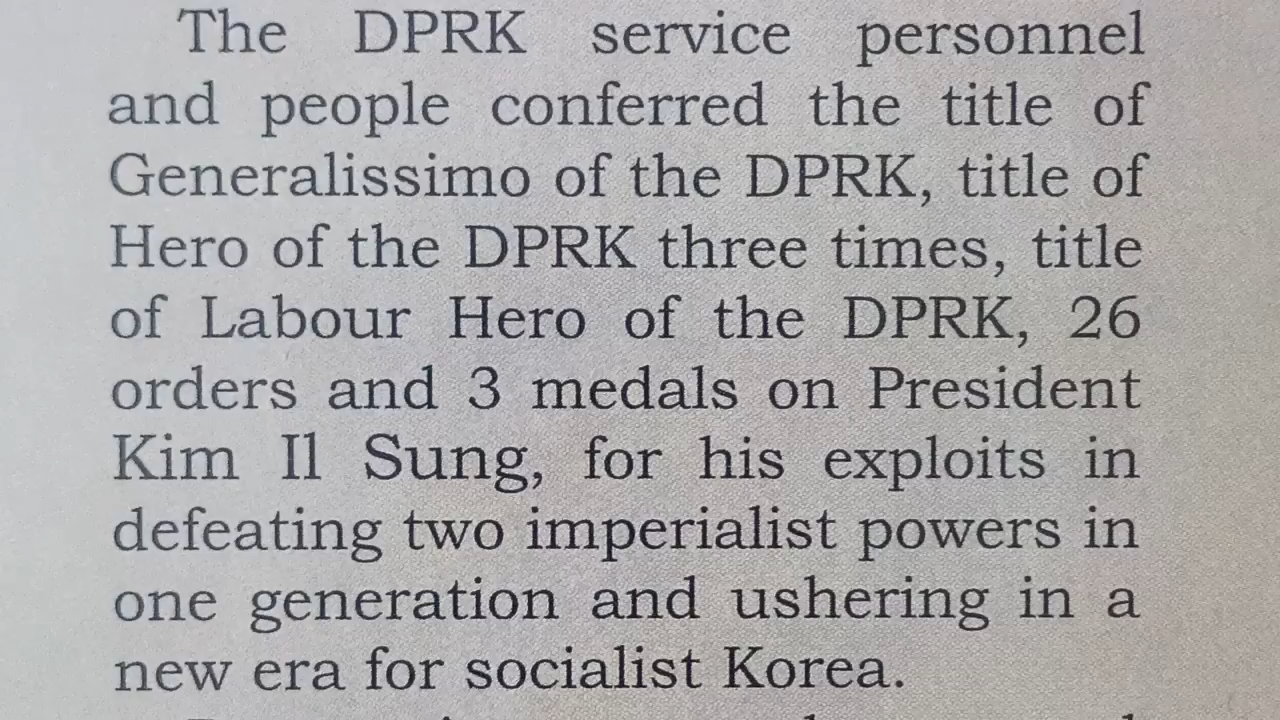 The DPRK service personnel
and people conferred the title of
Generalissimo of the DPRK, title of
Hero of the DPRK three times, title
of Labour Hero of the DPRK, 26
orders and 3 medals on President
Kim Il Sung, for his exploits in
defeating two imperialist powers in
one generation and ushering in a
new era for socialist Korea.